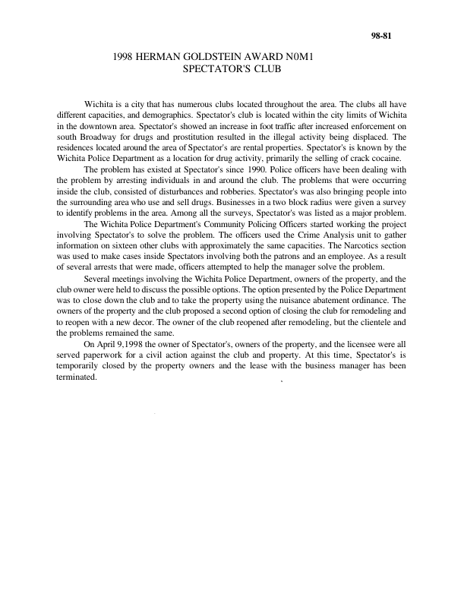 98-81
1998 HERMAN GOLDSTEIN AWARD N0M1
SPECTATOR'S CLUB
Wichita is a city that has numerous clubs located throughout the area. The clubs all have
different capacities, and demographics. Spectator's club is located within the city limits of Wichita
in the downtown area. Spectator's showed an increase in foot traffic after increased enforcement on
south Broadway for drugs and prostitution resulted in the illegal activity being displaced. The
residences located around the area of Spectator's are rental properties. Spectator's is known by the
Wichita Police Department as a location for drug activity, primarily the selling of crack cocaine.
The problem has existed at Spectator's since 1990. Police officers have been dealing with
the problem by arresting individuals in and around the club. The problems that were occurring
inside the club, consisted of disturbances and robberies. Spectator's was also bringing people into
the surrounding area who use and sell drugs. Businesses in a two block radius were given a survey
to identify problems in the area. Among all the surveys, Spectator's was listed as a major problem.
The Wichita Police Department's Community Policing Officers started working the project
involving Spectator's to solve the problem. The officers used the Crime Analysis unit to gather
information on sixteen other clubs with approximately the same capacities. The Narcotics section
was used to make cases inside Spectators involving both the patrons and an employee. As a result
of several arrests that were made, officers attempted to help the manager solve the problem.
Several meetings involving the Wichita Police Department, owners of the property, and the
club owner were held to discuss the possible options. The option presented by the Police Department
was to close down the club and to take the property using the nuisance abatement ordinance. The
owners of the property and the club proposed a second option of closing the club for remodeling and
to reopen with a new decor. The owner of the club reopened after remodeling, but the clientele and
the problems remained the same.
On April 9,1998 the owner of Spectator's, owners of the property, and the licensee were all
served paperwork for a civil action against the club and property. At this time, Spectator's is
temporarily closed by the property owners and the lease with the business manager has been
terminated.